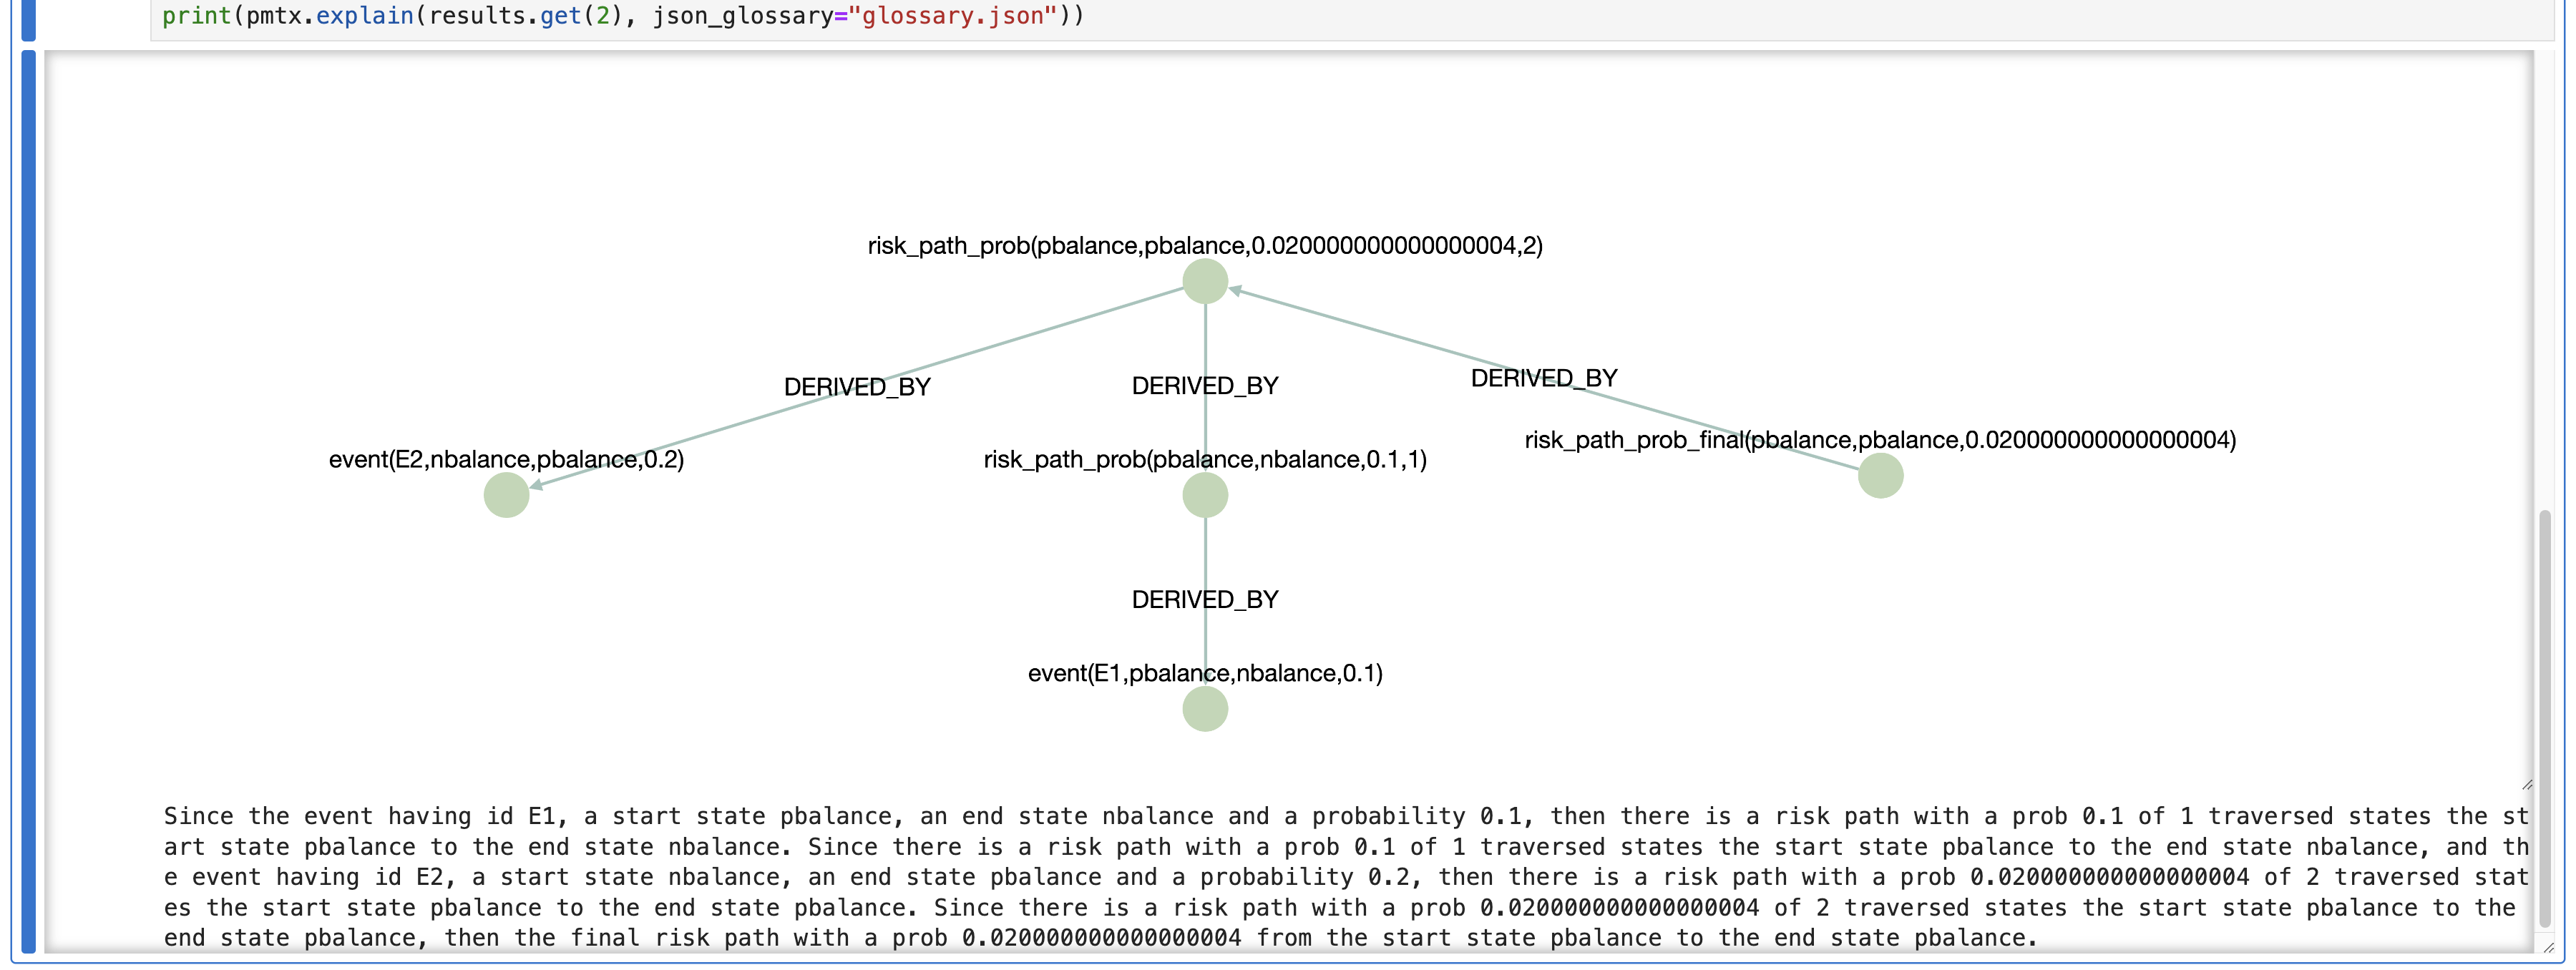 print(pmtx.explain(results.get(2), json_glossary="glossary.json"))
risk_path_prob(pbalance,pbalance,0.020000000000000004,2)
DERIVED_BY
DERIVED_BY
DERIVED_BY
risk_path_prob_final(pbalance,pbalance,0.020000000000000004)
event(E2,nbalance,pbalance,0.2)
risk_path_prob(pbalance,nbalance,0.1,1)
DERIVED_BY
event(E1,pbalance,nbalance,0.1)
Since the event having id E1, a start state pbalance, an end state nbalance and a probability 0.1, then there is a risk path with a prob 0.1 of 1 traversed states the st
art state pbalance to the end state nbalance. Since there is a risk path with a prob 0.1 of 1 traversed states the start state pbalance to the end state nbalance, and th
e event having id E2, a start state nbalance, an end state pbalance and a probability 0.2, then there is a risk path with a prob 0.020000000000000004 of 2 traversed stat
es the start state pbalance to the end state pbalance. Since there is a risk path with a prob 0.020000000000000004 of 2 traversed states the start state pbalance to the
end state pbalance, then the final risk path with a prob 0.020000000000000004 from the start state pbalance to the end state pbalance.